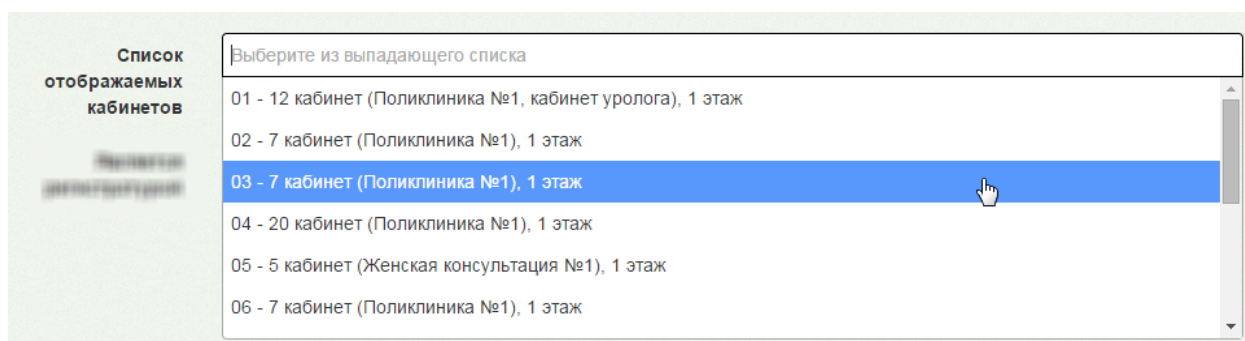 Список
отображаемых
кабинетов
Выберите из выпадающего списка
01 - 12 кабинет (Поликлиника №1, кабинет уролога), 1 этаж
02 - 7 кабинет (Поликлиника №1), 1 этаж
03 - 7 кабинет (Поликлиника №1), 1 этаж
04 - 20 кабинет (Поликлиника №1), 1 этаж
05 - 5 кабинет (Женская консультация №1), 1 этаж
06 - 7 кабинет (Поликлиника №1), 1 этаж